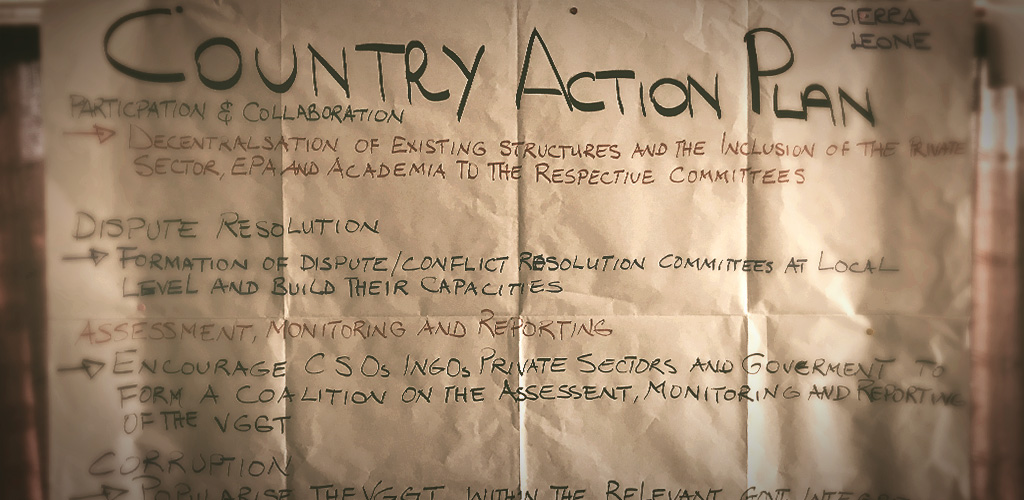 SIERRA
LEONE
COUNTRY ACTION PLAN
PARTICPATION & COLLABORATION
→ DECENTRALSATION OF EXISTING STRUCTURES AND THE INCLUSION OF THE PRIVATE
SECTOR, EPA AND ACADEMIA TO THE RESPECTIVE COMMITTEES
DISPUTE RESOLUTION
→ FORMATION OF DISPUTE/CONFLICT RESOLUTION COMMITTEES AT LOCAL
LEVEL AND BUILD THEIR CAPACITIES
ASSESSMENT, MONITORING AND REPORTING
→ ENCOURAGE CSOs INGOs PRIVATE SECTORS AND GOVERMENT TO
FORM A COALITION ON THE ASSESSENT, MONITORING AND REPORTING
OF THE VGGT
CORRUPTION
→ POPULARISE THE VGGT WITHIN THE RELEVANT GOVT